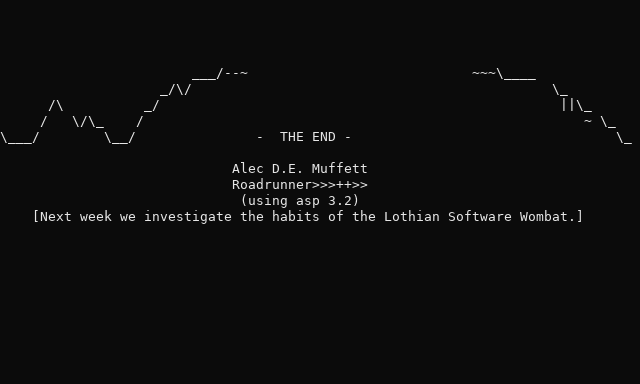 - THE END -
Alec D.E. Muffett
Roadrunner>>>++>>
(using asp 3.2)
[Next week we investigate the habits of the Lothian Software Wombat.]